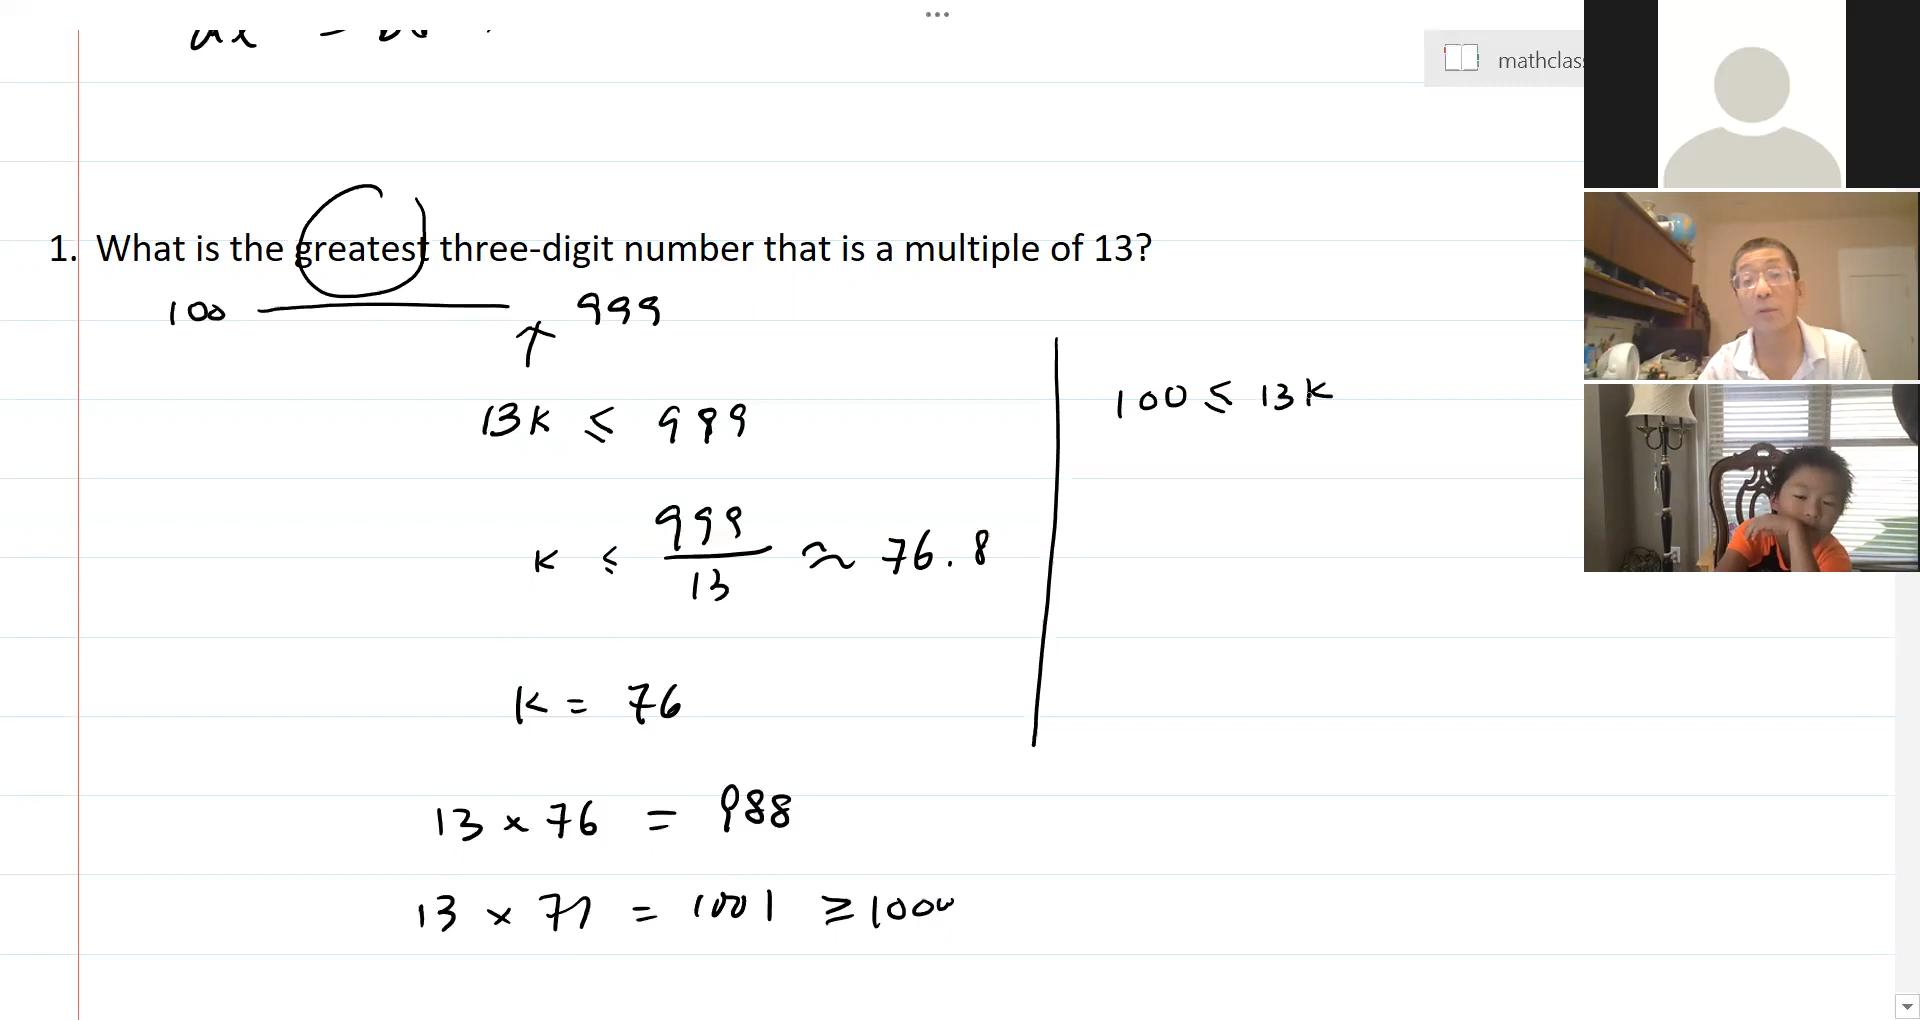 mathclas
1. What is the greatest three-digit number that is a multiple of 13?
100 999
13k ≤ 999
100 ≤ 13k
k ≤ 999/13 ≈ 76.8
k = 76
13 × 76 = 988
13 × 77 = 1001 ≥ 1000